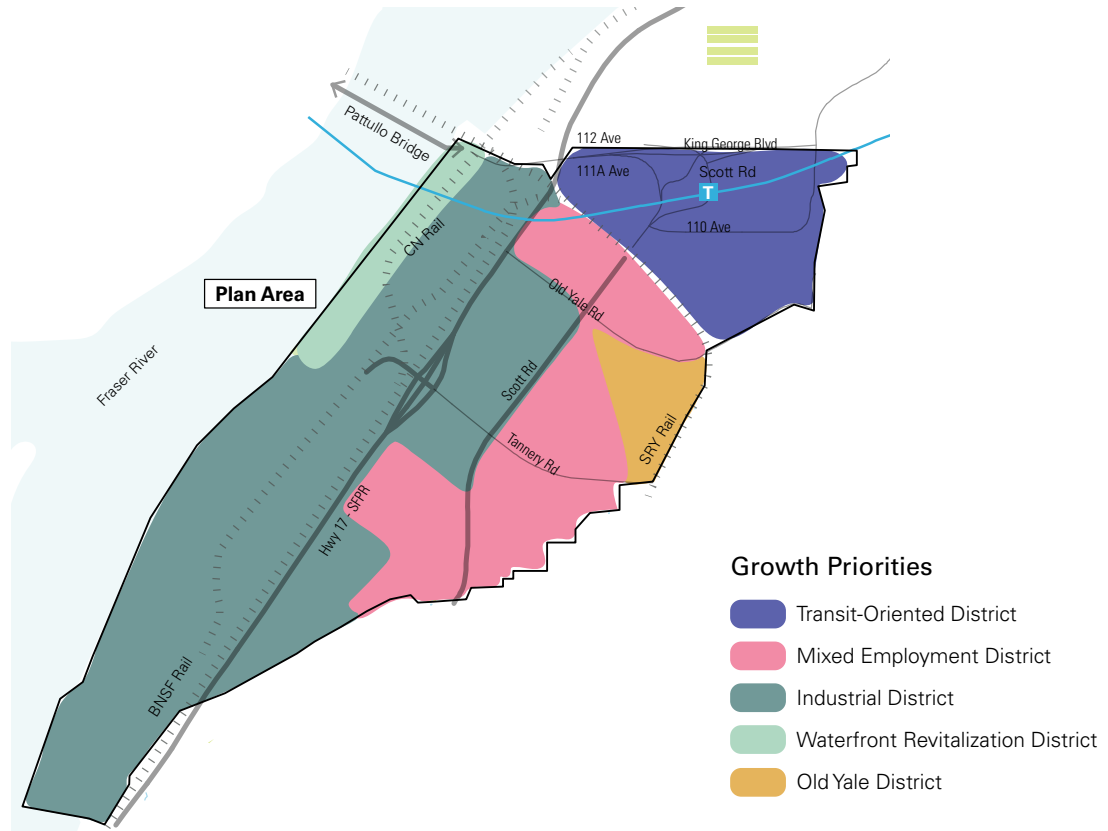 Pattullo Bridge
112 Ave
King George Blvd
111A Ave
Scott Rd
T
110 Ave
CN Rail
Plan Area
Old Yale Rd
Fraser River
Scott Rd
SRY Rail
Tannery Rd
Hwy 17 - SFPR
BNSF Rail
Growth Priorities
Transit-Oriented District
Mixed Employment District
Industrial District
Waterfront Revitalization District
Old Yale District